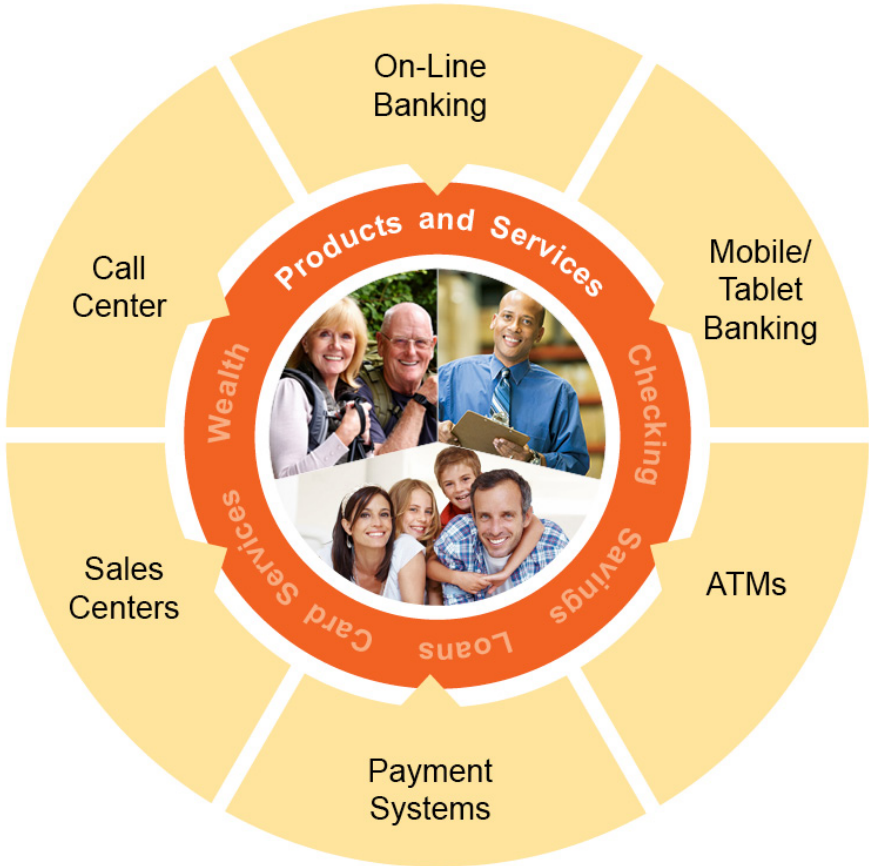 On-Line
Banking
Mobile/
Tablet
Banking
ATMs
Payment
Systems
Sales
Centers
Call
Center
Products and Services
Checking
Savings
Loans
Card Services
Wealth